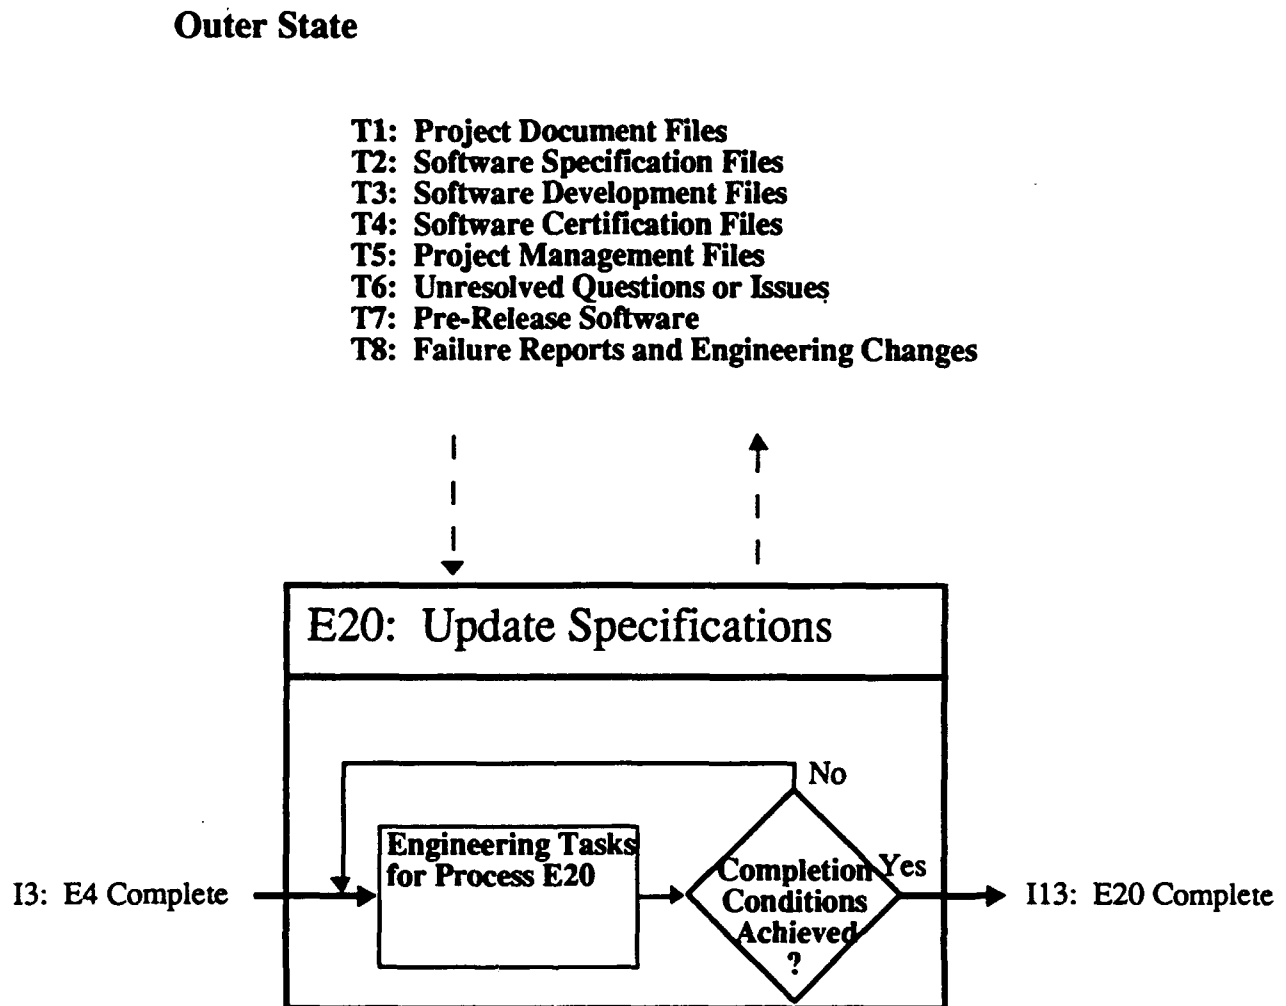 Outer State
T1: Project Document Files
T2: Software Specification Files
T3: Software Development Files
T4: Software Certification Files
T5: Project Management Files
T6: Unresolved Questions or Issues
T7: Pre-Release Software
T8: Failure Reports and Engineering Changes
E20: Update Specifications
No
Engineering Tasks
for Process E20
Completion
Conditions
Achieved
?
Yes
I3: E4 Complete
I13: E20 Complete